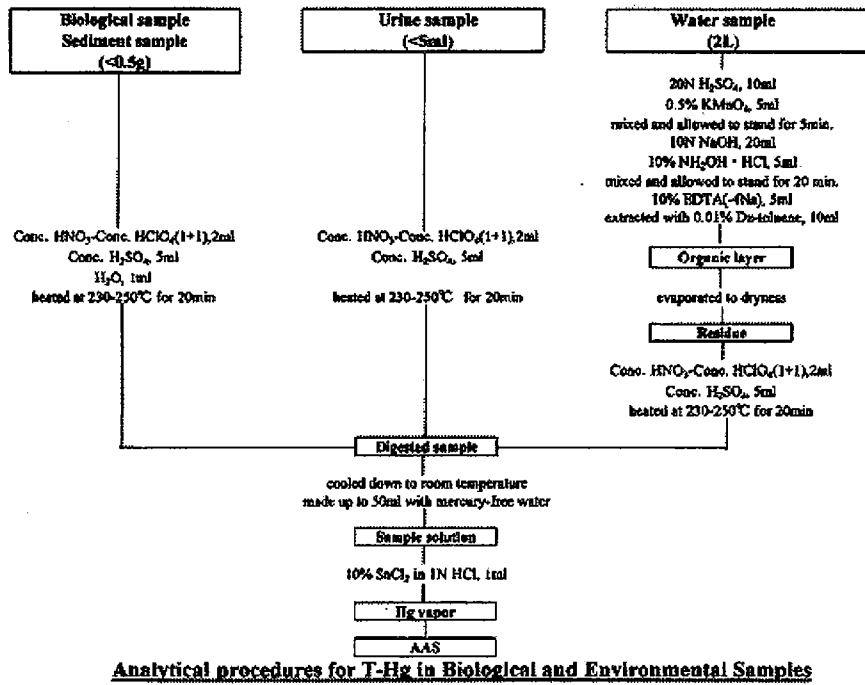 Biological sample
Sediment sample
(<0.5g)
Conc. HNO₃-Conc. HClO₄(1+1),2ml
Conc. H₂SO₄, 5ml
H₂O, 1ml
heated at 230-250℃ for 20min
Urine sample
(<5ml)
Conc. HNO₃-Conc. HClO₄(1+1),2ml
Conc. H₂SO₄, 5ml
heated at 230-250℃ for 20min
Water sample
(2L)
20N H₂SO₄, 10ml
0.5% KMnO₄, 5ml
mixed and allowed to stand for 5min.
10N NaOH, 20ml
10% NH₂OH・HCl, 5ml
mixed and allowed to stand for 20 min.
10% EDTA(-4Na), 5ml
extracted with 0.01% Dz-toluene, 10ml
Organic layer
evaporated to dryness
Residue
Conc. HNO₃-Conc. HClO₄(1+1),2ml
Conc. H₂SO₄, 5ml
heated at 230-250℃ for 20min
Digested sample
cooled down to room temperature
made up to 50ml with mercury-free water
Sample solution
10% SnCl₂ in 1N HCl, 1ml
Hg vapor
AAS
Analytical procedures for T-Hg in Biological and Environmental Samples